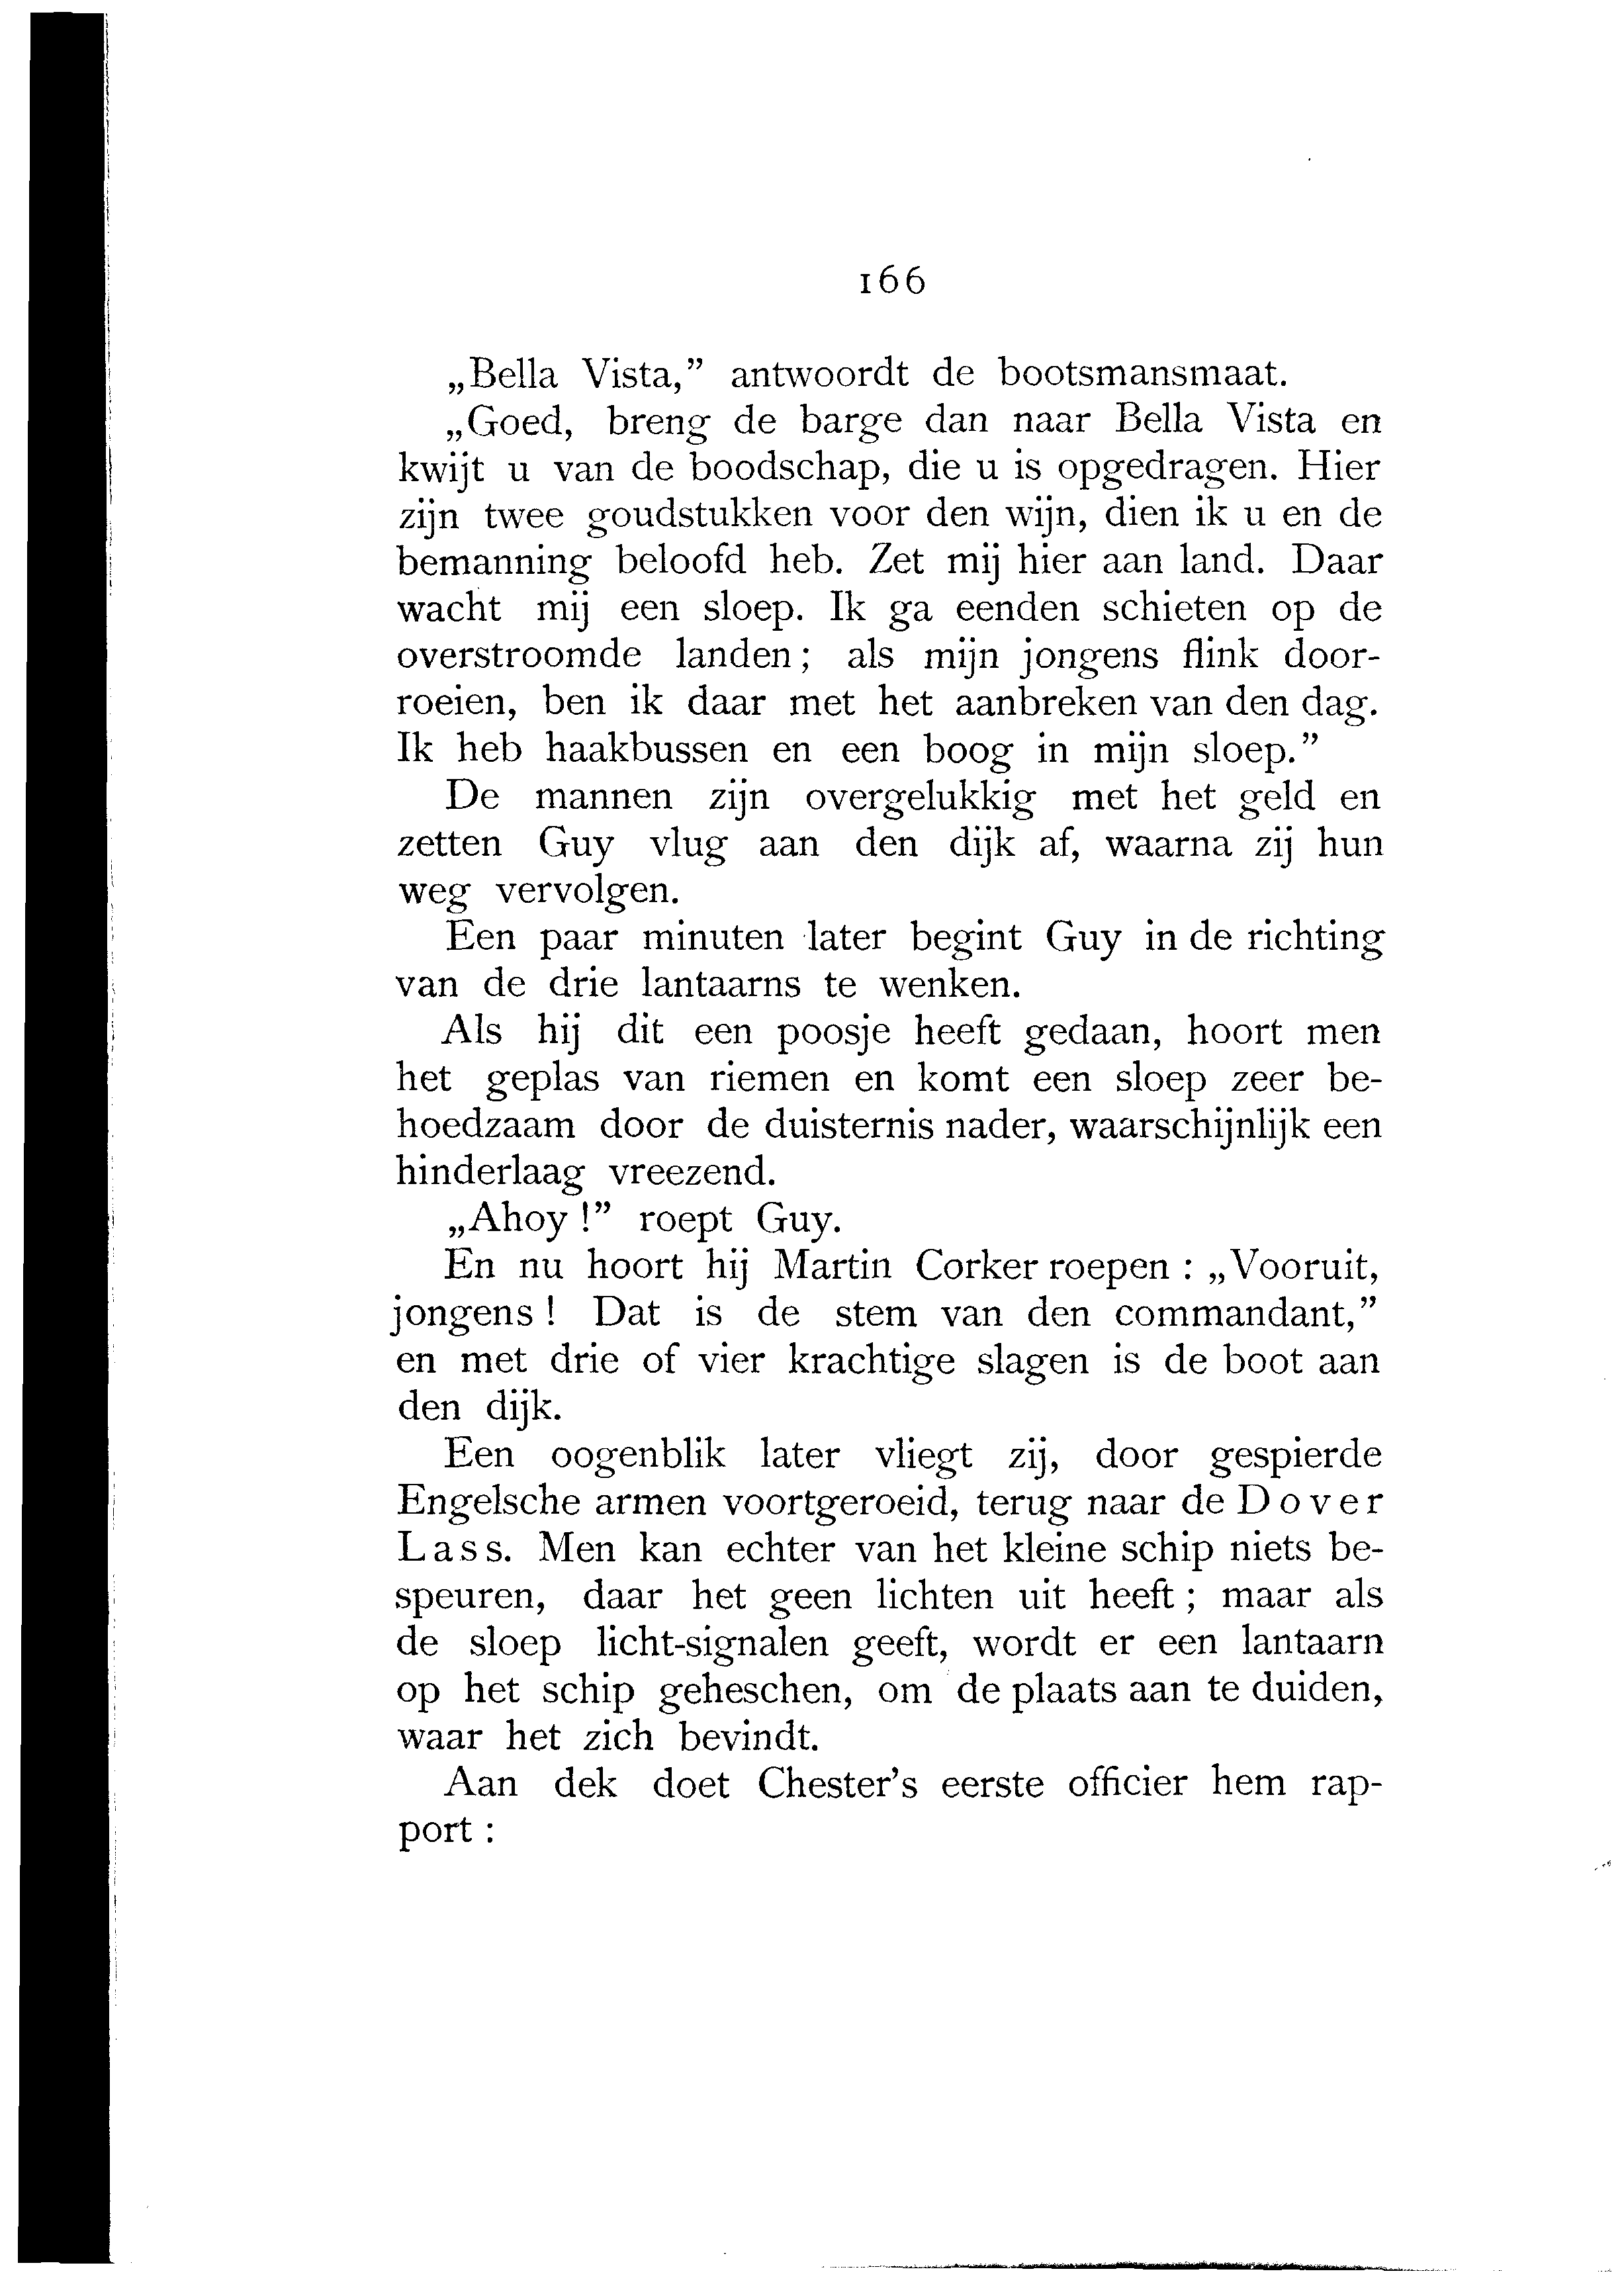 166
„Bella Vista,” antwoordt de bootsmansmaat.
„Goed, breng de barge dan naar Bella Vista en
kwijt u van de boodschap, die u is opgedragen. Hier
zijn twee goudstukken voor den wijn, dien ik u en de
bemanning beloofd heb. Zet mij hier aan land. Daar
wacht mij een sloep. Ik ga eenden schieten op de
overstroomde landen; als mijn jongens flink door-
roeien, ben ik daar met het aanbreken van den dag.
Ik heb haakbussen en een boog in mijn sloep.”
De mannen zijn overgelukkig met het geld en
zetten Guy vlug aan den dijk af, waarna zij hun
weg vervolgen.
Een paar minuten later begint Guy in de richting
van de drie lantaarns te wenken.
Als hij dit een poosje heeft gedaan, hoort men
het geplas van riemen en komt een sloep zeer be-
hoedzaam door de duisternis nader, waarschijnlijk een
hinderlaag vreezend.
„Ahoy!” roept Guy.
En nu hoort hij Martin Corker roepen : „Vooruit,
jongens! Dat is de stem van den commandant,”
en met drie of vier krachtige slagen is de boot aan
den dijk.
Een oogenblik later vliegt zij, door gespierde
Engelsche armen voortgeroeid, terug naar de Dover
Lass. Men kan echter van het kleine schip niets be-
speuren, daar het geen lichten uit heeft; maar als
de sloep licht-signalen geeft, wordt er een lantaarn
op het schip geheschen, om de plaats aan te duiden,
waar het zich bevindt.
Aan dek doet Chester's eerste officier hem rap-
port :